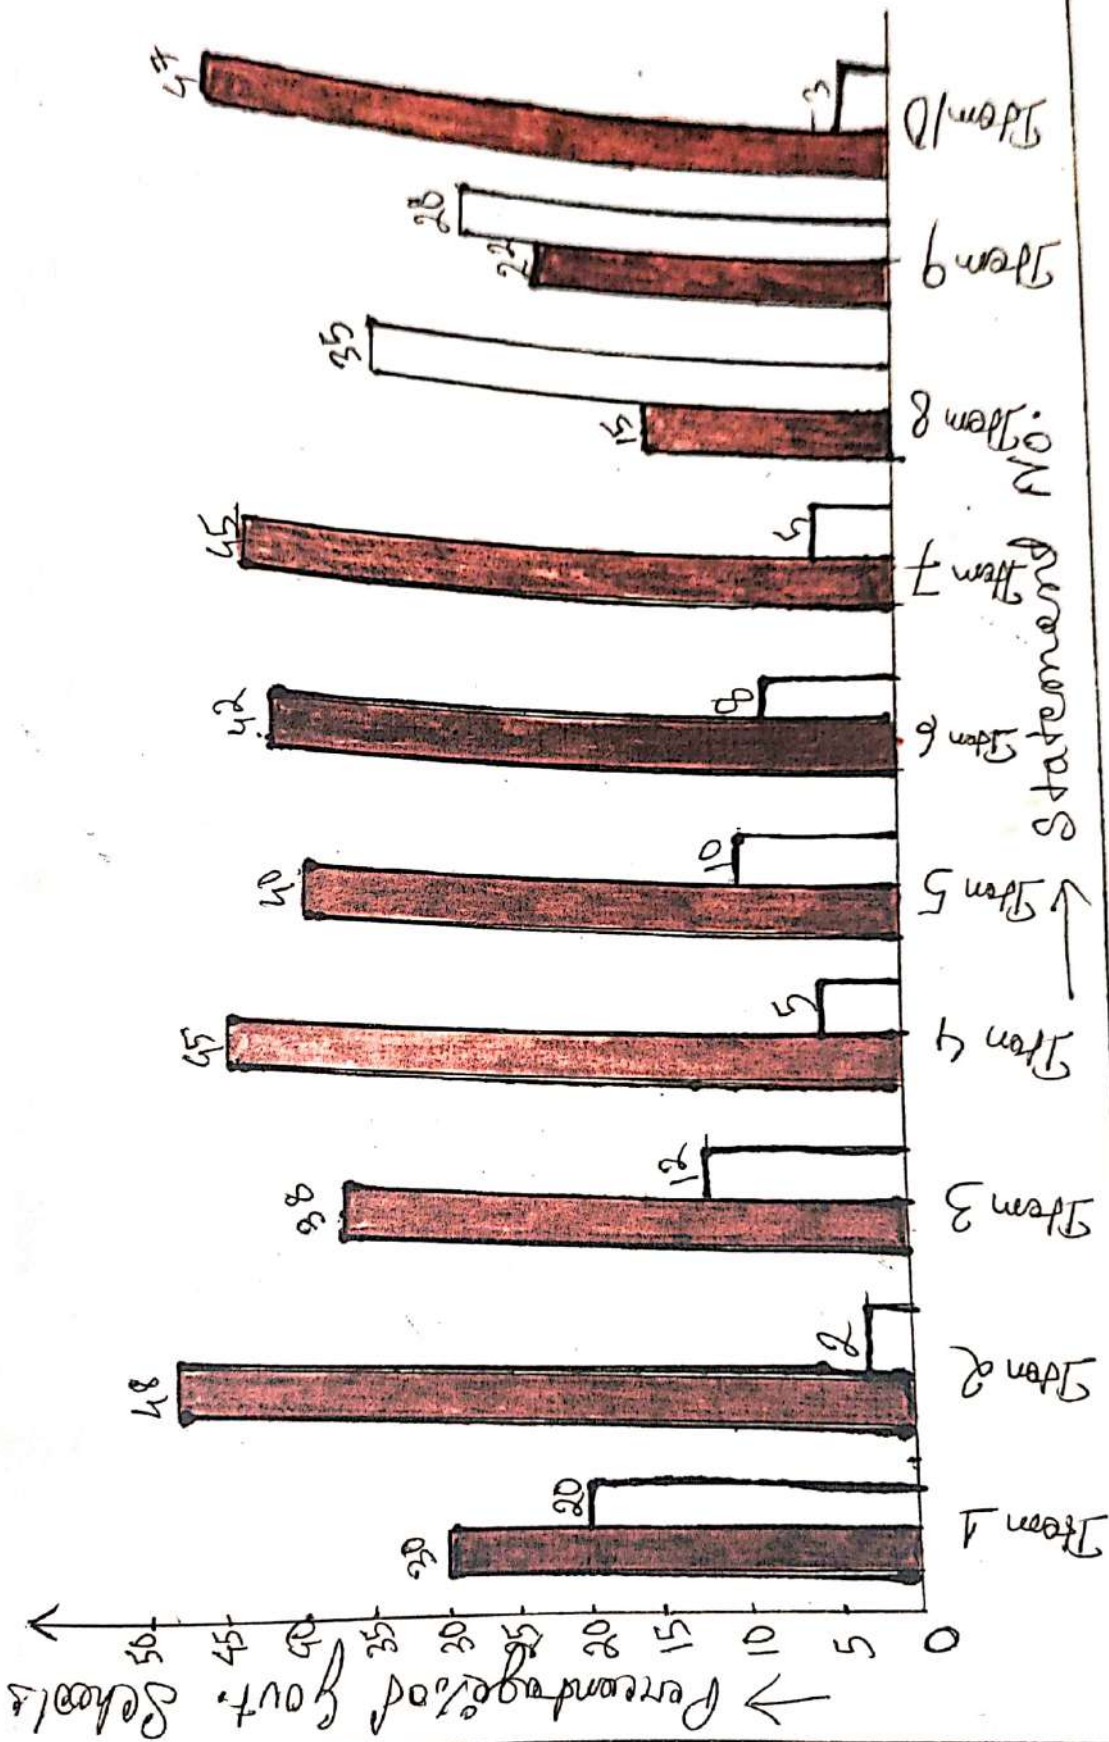 → Percentage % of Govt. Schools
50
45
40
35
30
25
20
15
10
5
0
30
20
48
2
38
12
45
5
40
10
42
8
45
5
15
35
22
28
47
3
Item 1
Item 2
Item 3
Item 4
Item 5
Item 6
Item 7
Item 8
Item 9
Item 10
→ Statement No.